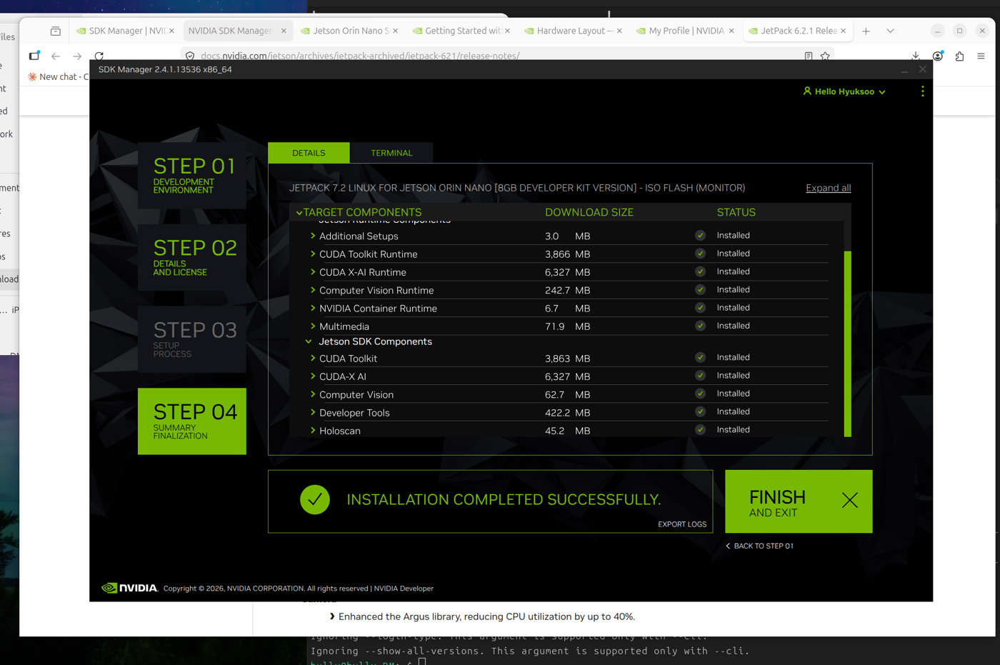 SDK Manager | NVID
NVIDIA SDK Manager
Jetson Orin Nano S
Getting Started wit
Hardware Layout —
My Profile | NVIDIA
JetPack 6.2.1 Relea
Files
docs.nvidia.com/jetson/archives/jetpack-archived/jetpack-621/release-notes/
New chat - C
SDK Manager 2.4.1.13536 x86_64
Hello Hyuksoo
STEP 01
DEVELOPMENT
ENVIRONMENT
STEP 02
DETAILS
AND LICENSE
STEP 03
SETUP
PROCESS
STEP 04
SUMMARY
FINALIZATION
DETAILS TERMINAL
JETPACK 7.2 LINUX FOR JETSON ORIN NANO [8GB DEVELOPER KIT VERSION] - ISO FLASH (MONITOR) Expand all
TARGET COMPONENTS DOWNLOAD SIZE STATUS
Jetson Runtime Components
Additional Setups 3.0 MB Installed
CUDA Toolkit Runtime 3,866 MB Installed
CUDA X-AI Runtime 6,327 MB Installed
Computer Vision Runtime 242.7 MB Installed
NVIDIA Container Runtime 6.7 MB Installed
Multimedia 71.9 MB Installed
Jetson SDK Components
CUDA Toolkit 3,863 MB Installed
CUDA-X AI 6,327 MB Installed
Computer Vision 62.7 MB Installed
Developer Tools 422.2 MB Installed
Holoscan 45.2 MB Installed
INSTALLATION COMPLETED SUCCESSFULLY.
EXPORT LOGS
FINISH
AND EXIT
BACK TO STEP 01
NVIDIA. Copyright © 2026, NVIDIA CORPORATION. All rights reserved | NVIDIA Developer
Enhanced the Argus library, reducing CPU utilization by up to 40%.
Ignoring --login-type. This argument is supported only with --cli.
Ignoring --show-all-versions. This argument is supported only with --cli.